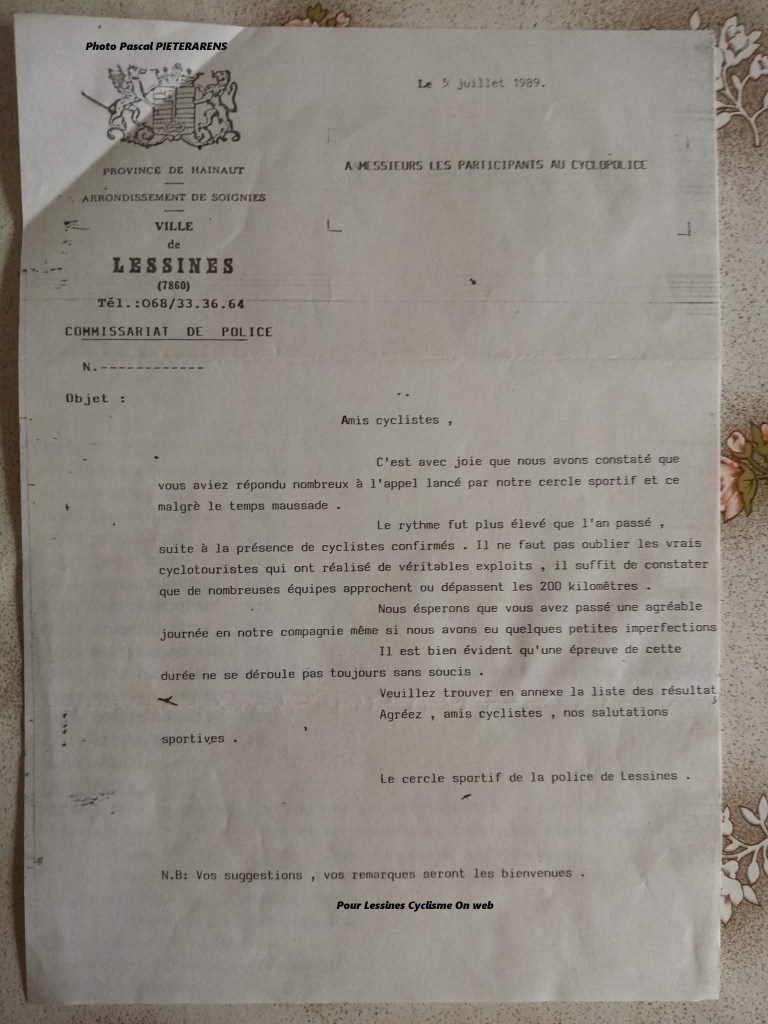 Photo Pascal PIETERARENS
Le 5 juillet 1989.
A MESSIEURS LES PARTICIPANTS AU CYCLOPOLICE
PROVINCE DE HAINAUT
ARRONDISSEMENT DE SOIGNIES
VILLE
de
LESSINES
(7860)
Tél.:068/33.36.64
COMMISSARIAT DE POLICE
N.------------
Objet :
Amis cyclistes ,
C'est avec joie que nous avons constaté que
vous aviez répondu nombreux à l'appel lancé par notre cercle sportif et ce
malgrè le temps maussade .
Le rythme fut plus élevé que l'an passé ,
suite à la présence de cyclistes confirmés . Il ne faut pas oublier les vrais
cyclotouristes qui ont réalisé de véritables exploits , il suffit de constater
que de nombreuses équipes approchent ou dépassent les 200 kilomètres .
Nous ésperons que vous avez passé une agréable
journée en notre compagnie même si nous avons eu quelques petites imperfections
Il est bien évident qu'une épreuve de cette
durée ne se déroule pas toujours sans soucis .
Veuillez trouver en annexe la liste des résultat
Agréez , amis cyclistes , nos salutations
sportives .
Le cercle sportif de la police de Lessines .
N.B: Vos suggestions , vos remarques seront les bienvenues .
Pour Lessines Cyclisme On web